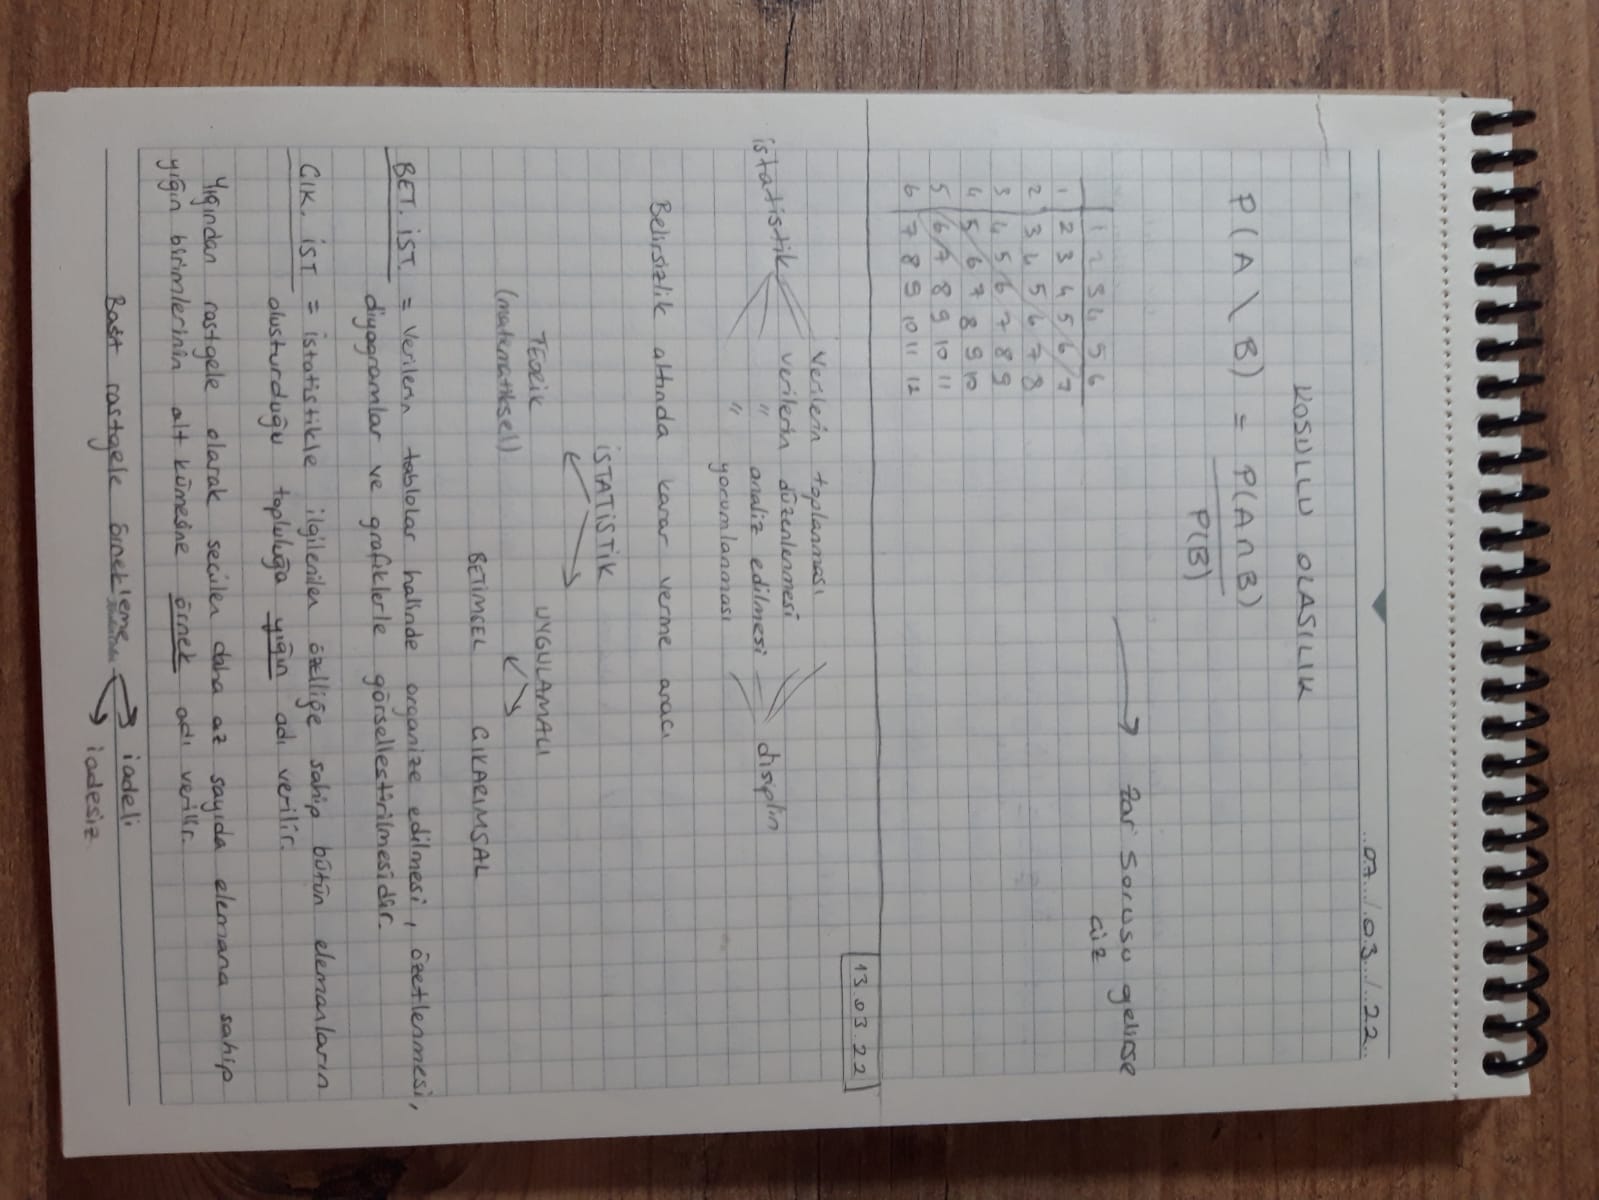 07 / 03 / 22
KOSULLU OLASILIK
P(A \ B) = P(A∩B)
P(B)
→ Zar sorusu gelirse
çiz
1 2 3 4 5 6
1 2 3 4 5 6 7
2 3 4 5 6 7 8
3 4 5 6 7 8 9
4 5 6 7 8 9 10
5 6 7 8 9 10 11
6 7 8 9 10 11 12
13.03.22
istatistik
verilerin toplanması
verilerin düzenlenmesi
" analiz edilmesi
" yorumlanması
disiplin
Belirsizlik altında karar verme aracı
İSTATİSTİK
TEORİK UYGULAMALI
(matematiksel)
BETİMSEL ÇIKARIMSAL
BET. İST. = verilerin tablolar halinde organize edilmesi, özetlenmesi,
diyagramlar ve grafiklerle görsellestirilmesidir.
ÇIK. İST = istatistikle ilgilenilen özelliğe sahip bütün elemanların
olusturduğu topluluğa yığın adı verilir.
Yığından rastgele olarak seçilen daha az sayıda elemana sahip
yığın birimlerinin alt kümesine örnek adı verilir.
Basit rastgele örnekleme
iadeli
iadesiz